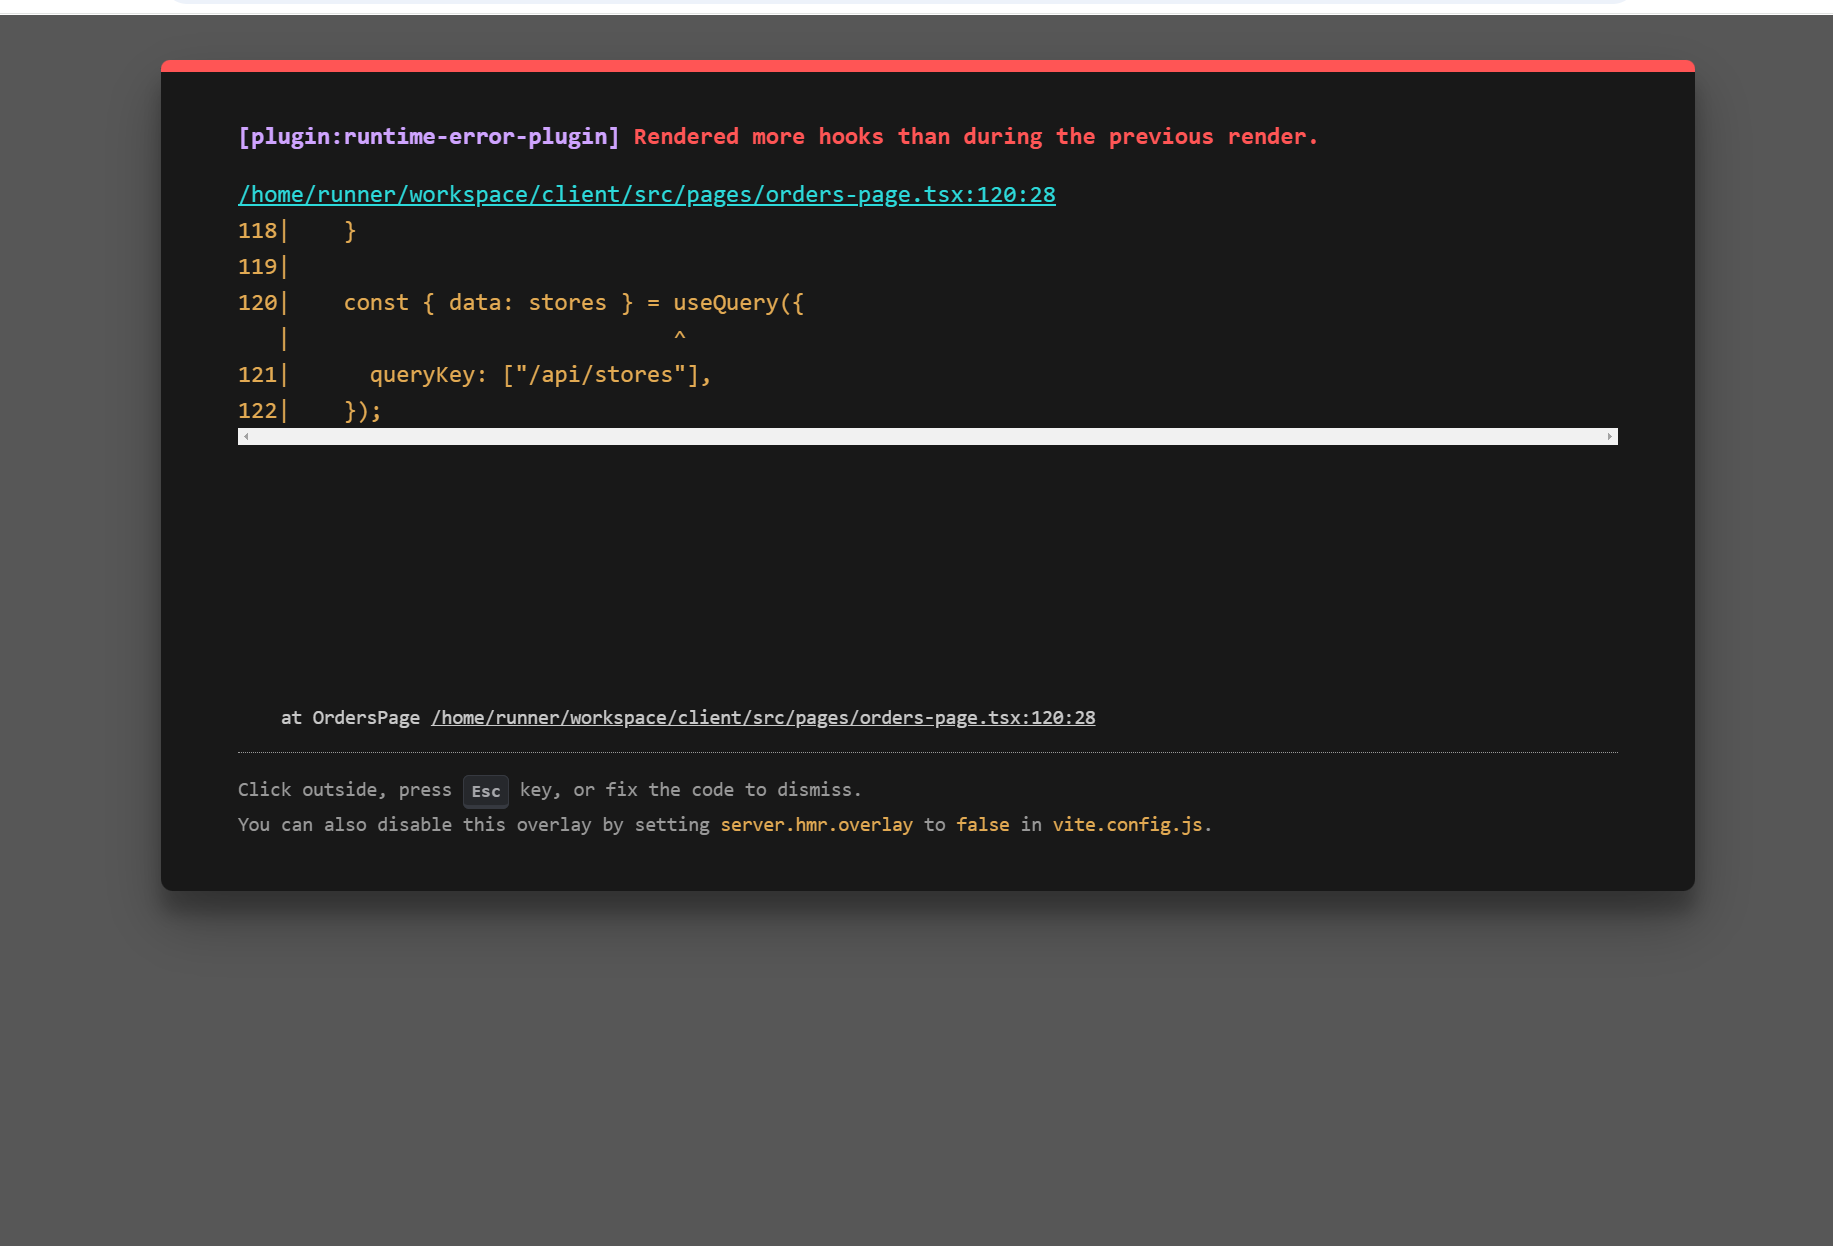 [plugin:runtime-error-plugin] Rendered more hooks than during the previous render.
/home/runner/workspace/client/src/pages/orders-page.tsx:120:28
118|    }
119|
120|    const { data: stores } = useQuery({
   |                             ^
121|      queryKey: ["/api/stores"],
122|    });
at OrdersPage /home/runner/workspace/client/src/pages/orders-page.tsx:120:28
Click outside, press Esc key, or fix the code to dismiss.
You can also disable this overlay by setting server.hmr.overlay to false in vite.config.js.